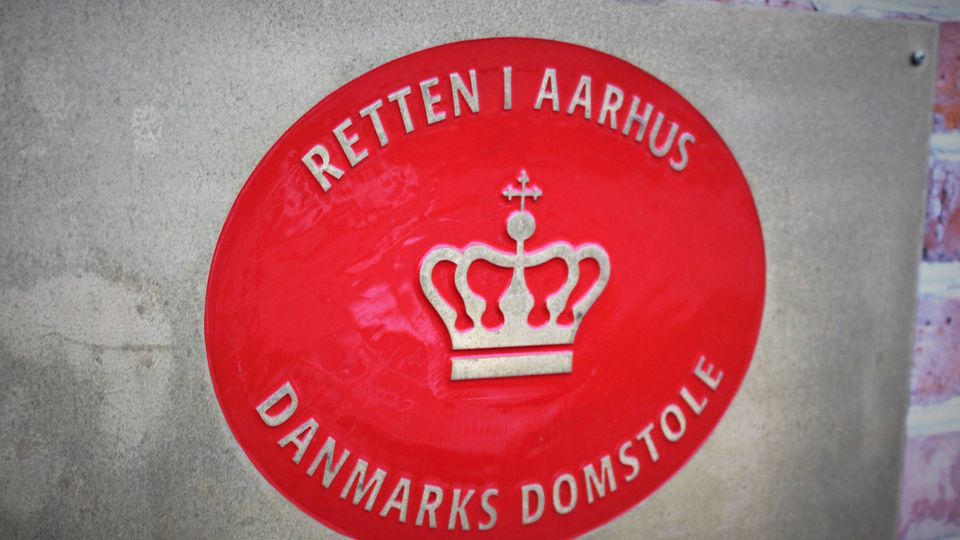 RETTEN I AARHUS
DANMARKS DOMSTOLE